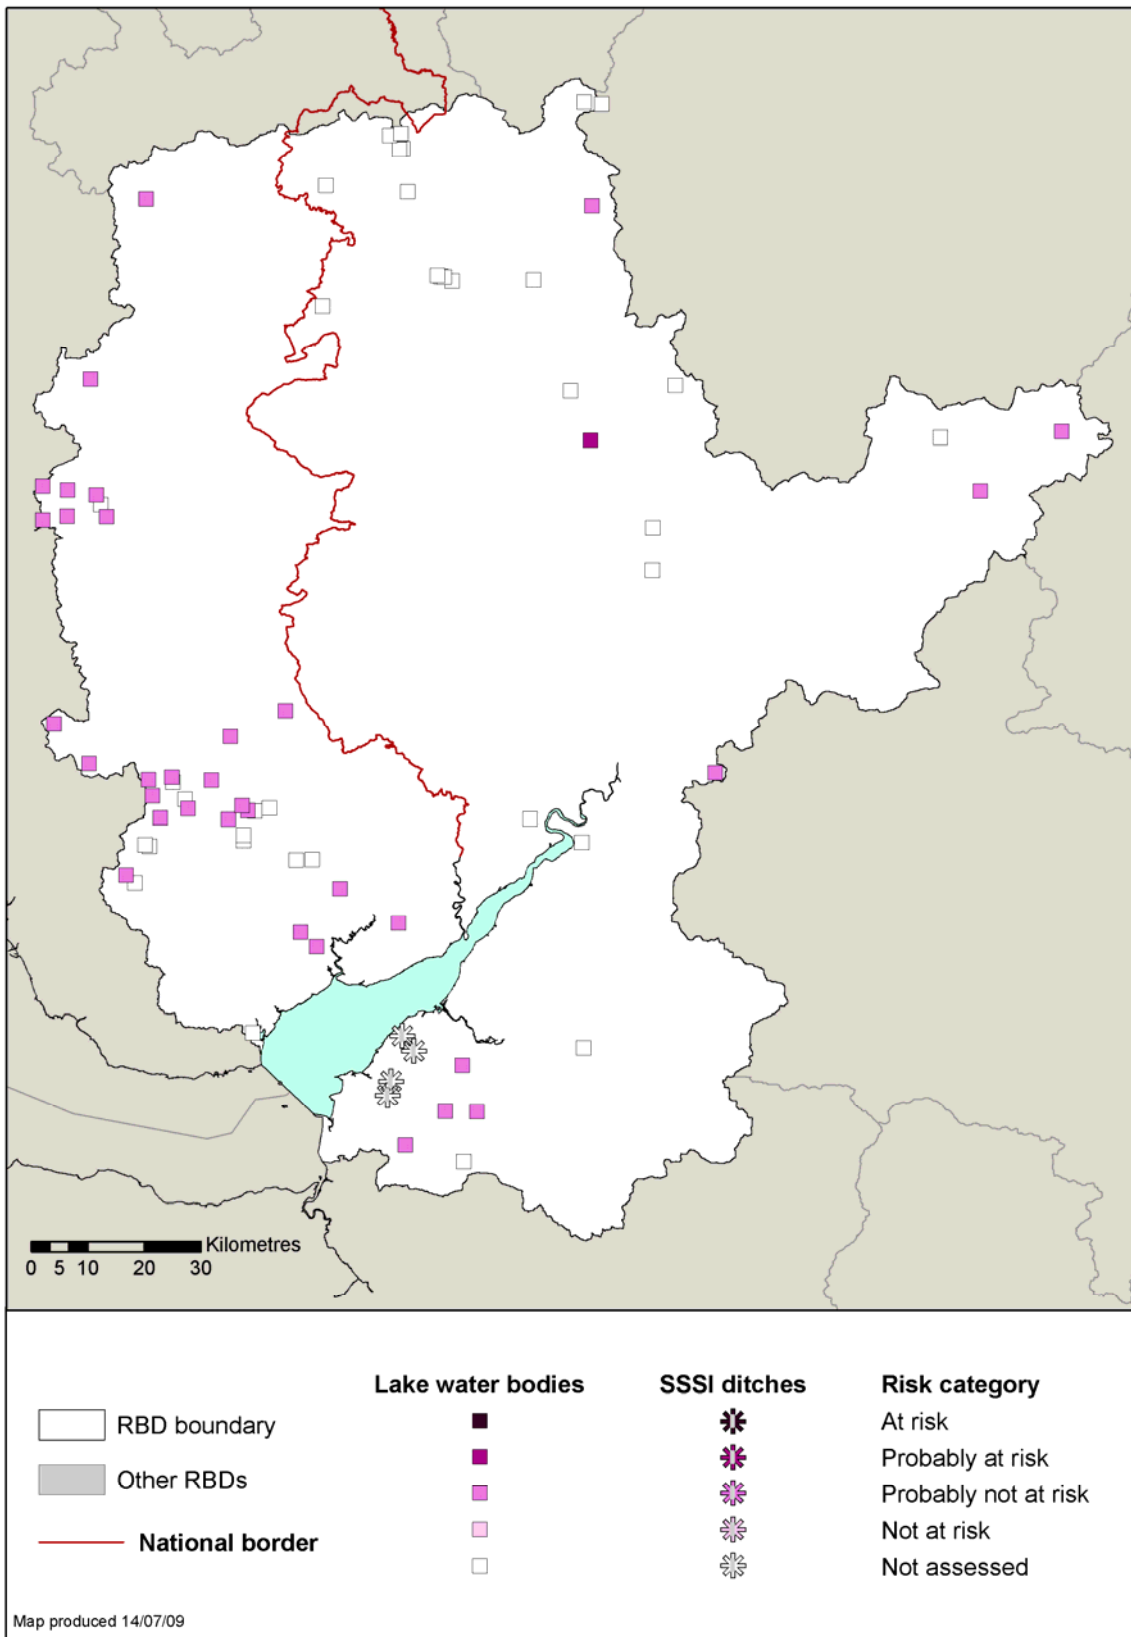 Kilometres
0 5 10 20 30
Lake water bodies SSSI ditches Risk category
RBD boundary
Other RBDs
National border
At risk
Probably at risk
Probably not at risk
Not at risk
Not assessed
Map produced 14/07/09